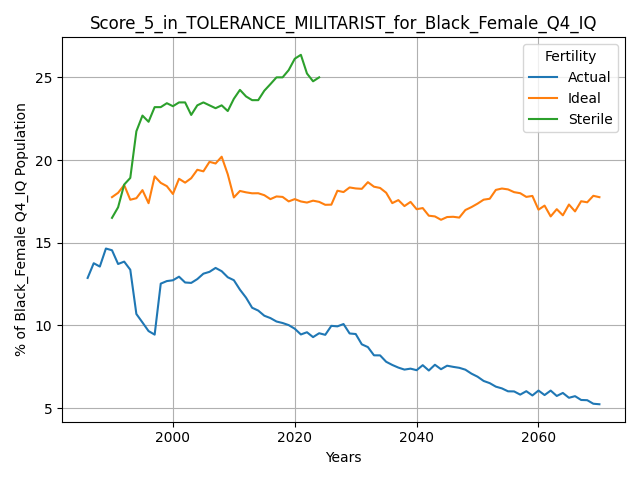 Score_5_in_TOLERANCE_MILITARIST_for_Black_Female_Q4_IQ
Fertility
Actual
Ideal
Sterile
% of Black_Female Q4_IQ Population
25
20
15
10
5
2000
2020
2040
2060
Years